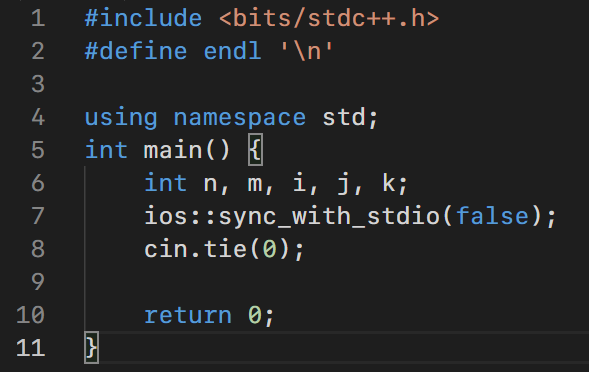 1 #include <bits/stdc++.h>
2 #define endl '\n'
3
4 using namespace std;
5 int main() {
6     int n, m, i, j, k;
7     ios::sync_with_stdio(false);
8     cin.tie(0);
9
10     return 0;
11 }